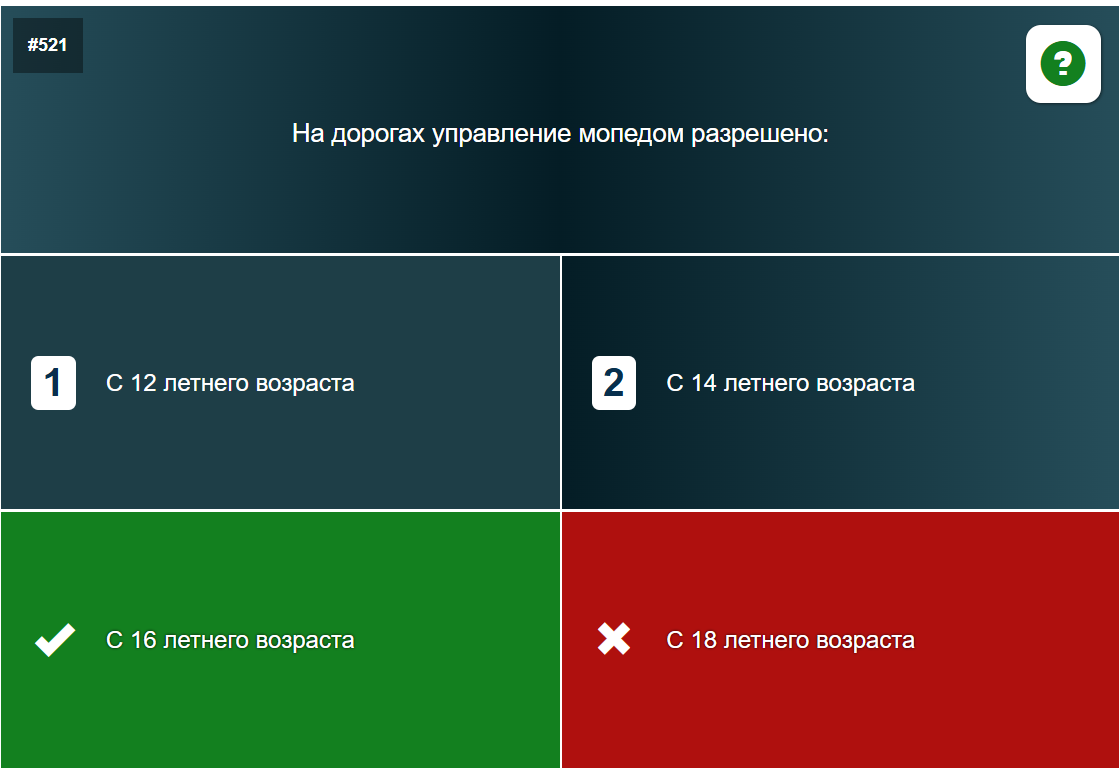 #521
?
На дорогах управление мопедом разрешено:
1 С 12 летнего возраста
2 С 14 летнего возраста
С 16 летнего возраста
С 18 летнего возраста